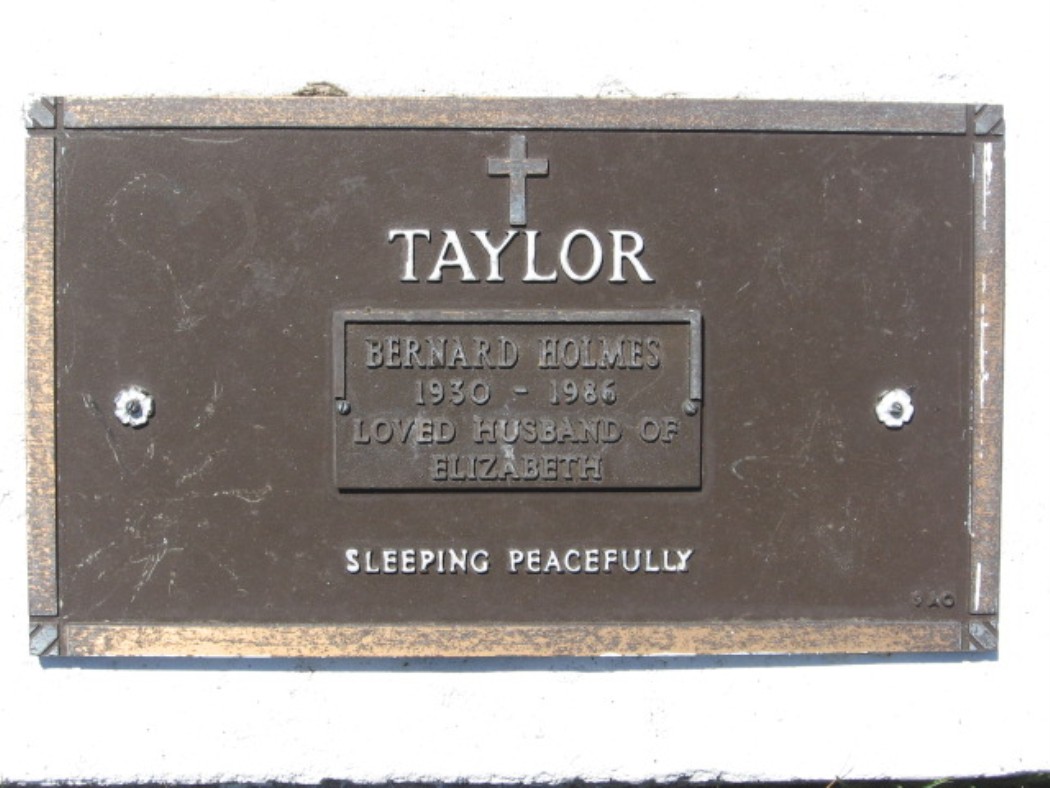 TAYLOR
BERNARD HOLMES
1930 - 1986
LOVED HUSBAND OF
ELIZABETH
SLEEPING PEACEFULLY